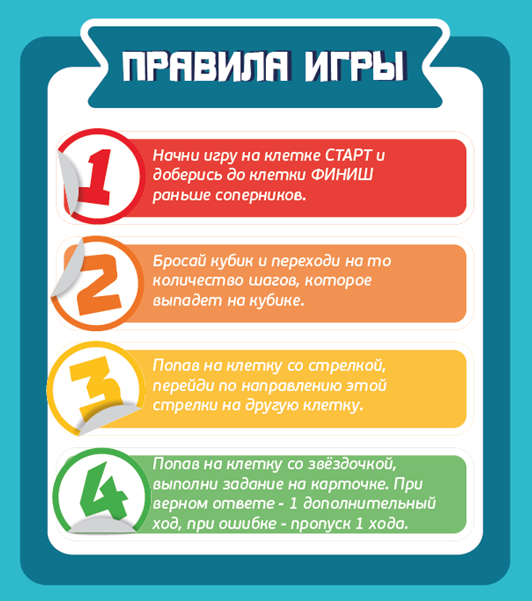 ПРАВИЛА ИГРЫ
1
Начни игру на клетке СТАРТ и
доберись до клетки ФИНИШ
раньше соперников.
2
Бросай кубик и переходи на то
количество шагов, которое
выпадет на кубике.
3
Попав на клетку со стрелкой,
перейди по направлению этой
стрелки на другую клетку.
4
Попав на клетку со звёздочкой,
выполни задание на карточке. При
верном ответе - 1 дополнительный
ход, при ошибке - пропуск 1 хода.